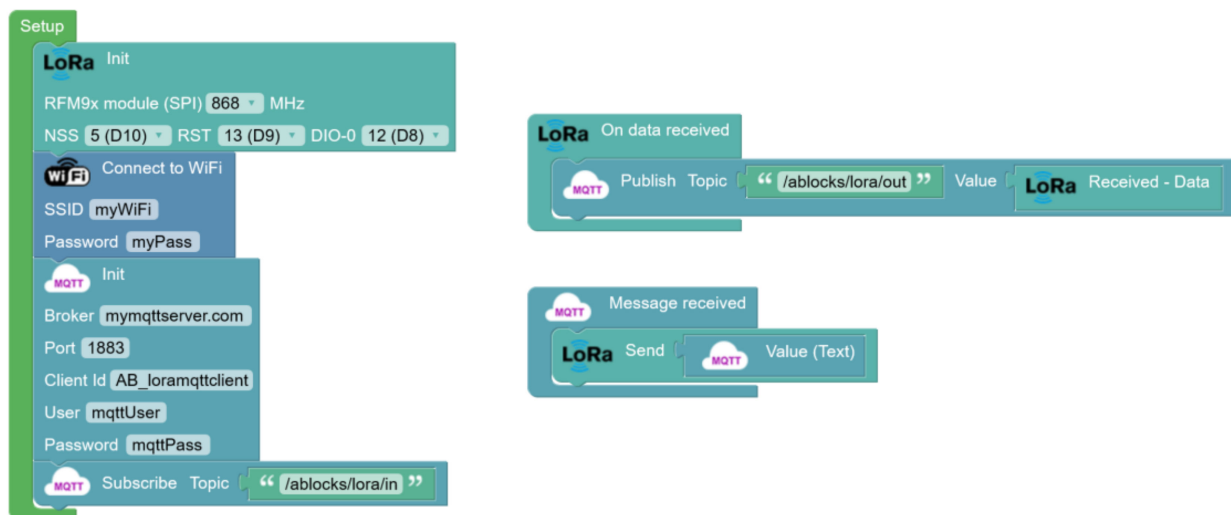 Setup
LoRa Init
RFM9x module (SPI) 868 MHz
NSS 5 (D10) RST 13 (D9) DIO-0 12 (D8)
WiFi Connect to WiFi
SSID myWiFi
Password myPass
MQTT Init
Broker mymqttserver.com
Port 1883
Client Id AB_loramqttclient
User mqttUser
Password mqttPass
MQTT Subscribe Topic “ /ablocks/lora/in ”
LoRa On data received
MQTT Publish Topic “ /ablocks/lora/out ” Value LoRa Received - Data
MQTT Message received
LoRa Send MQTT Value (Text)